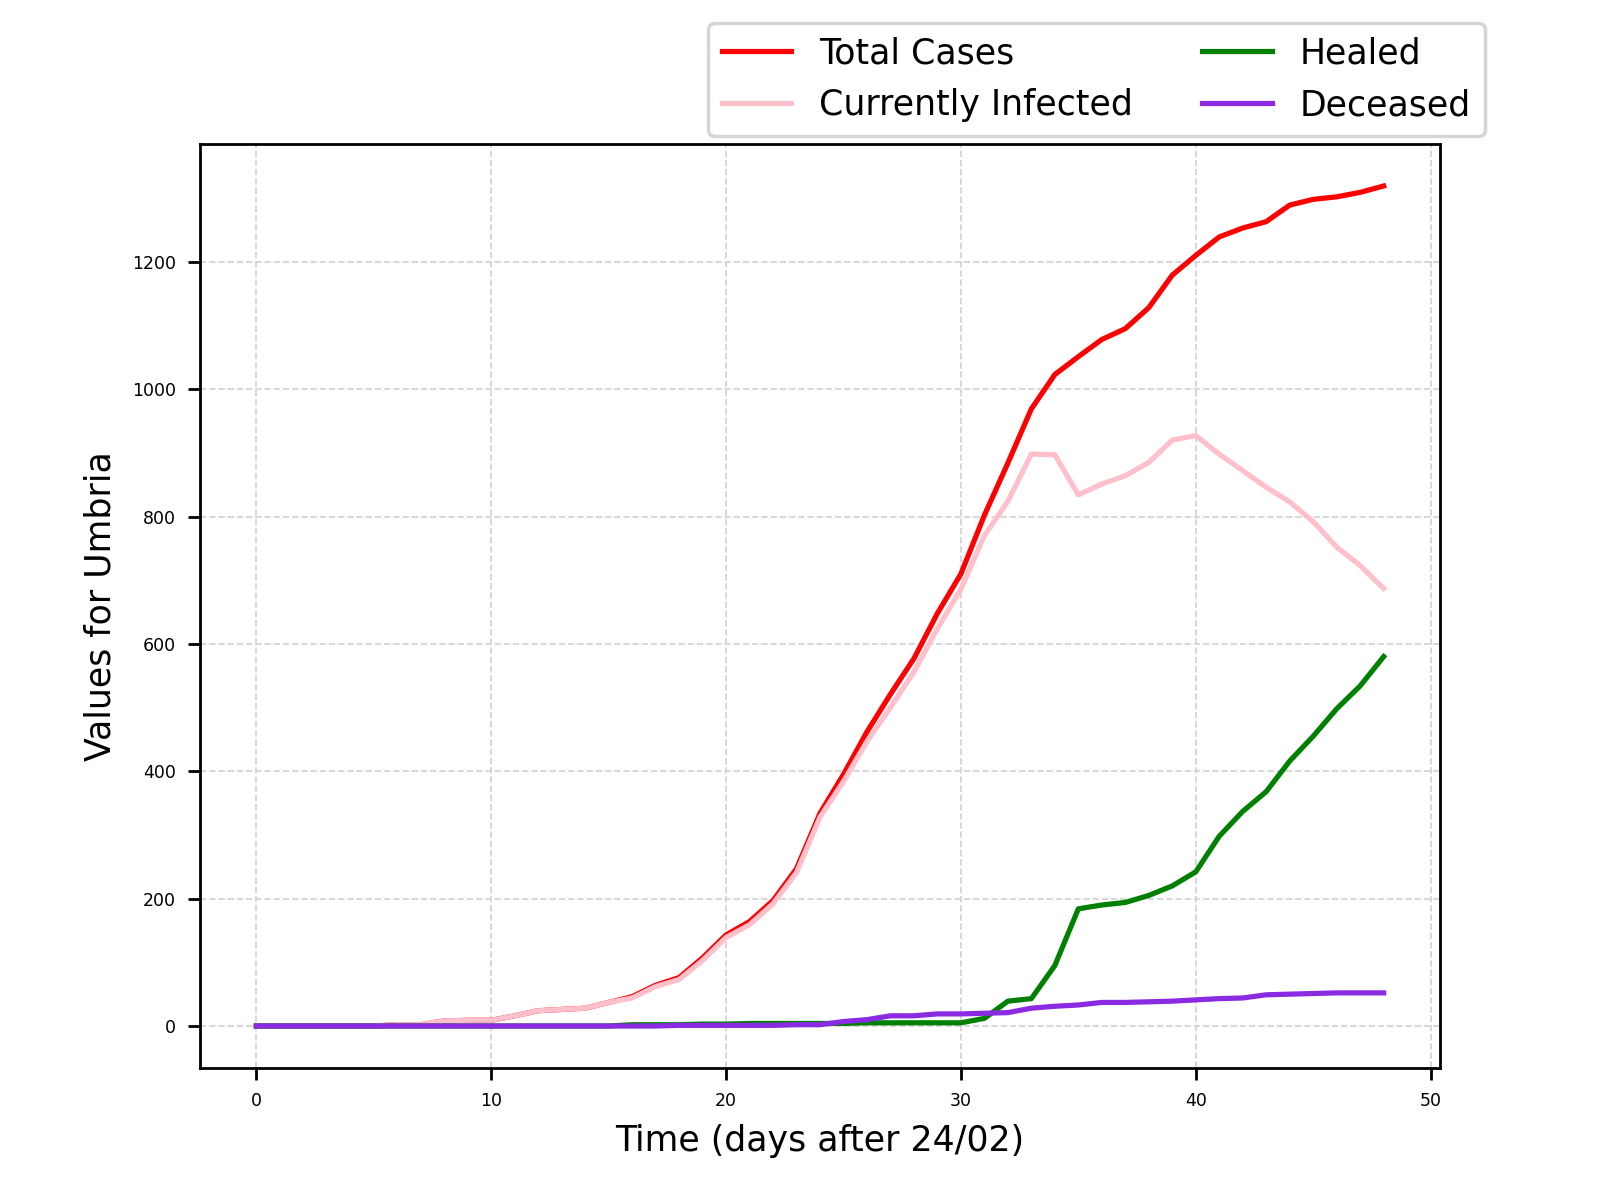 Total Cases
Currently Infected
Healed
Deceased
Values for Umbria
1200
1000
800
600
400
200
0
0 10 20 30 40 50
Time (days after 24/02)